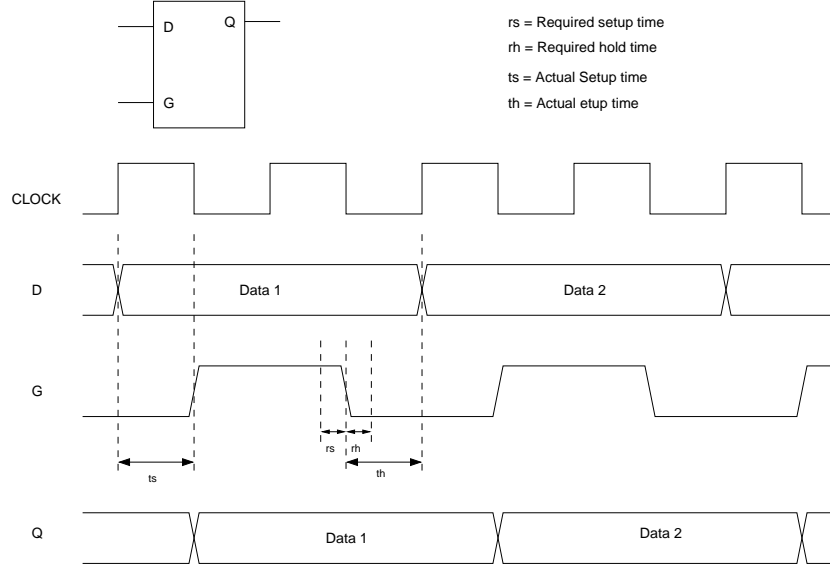 D
Q
G
rs = Required setup time
rh = Required hold time
ts = Actual Setup time
th = Actual etup time
CLOCK
D
Data 1
Data 2
G
rs
rh
ts
th
Q
Data 1
Data 2